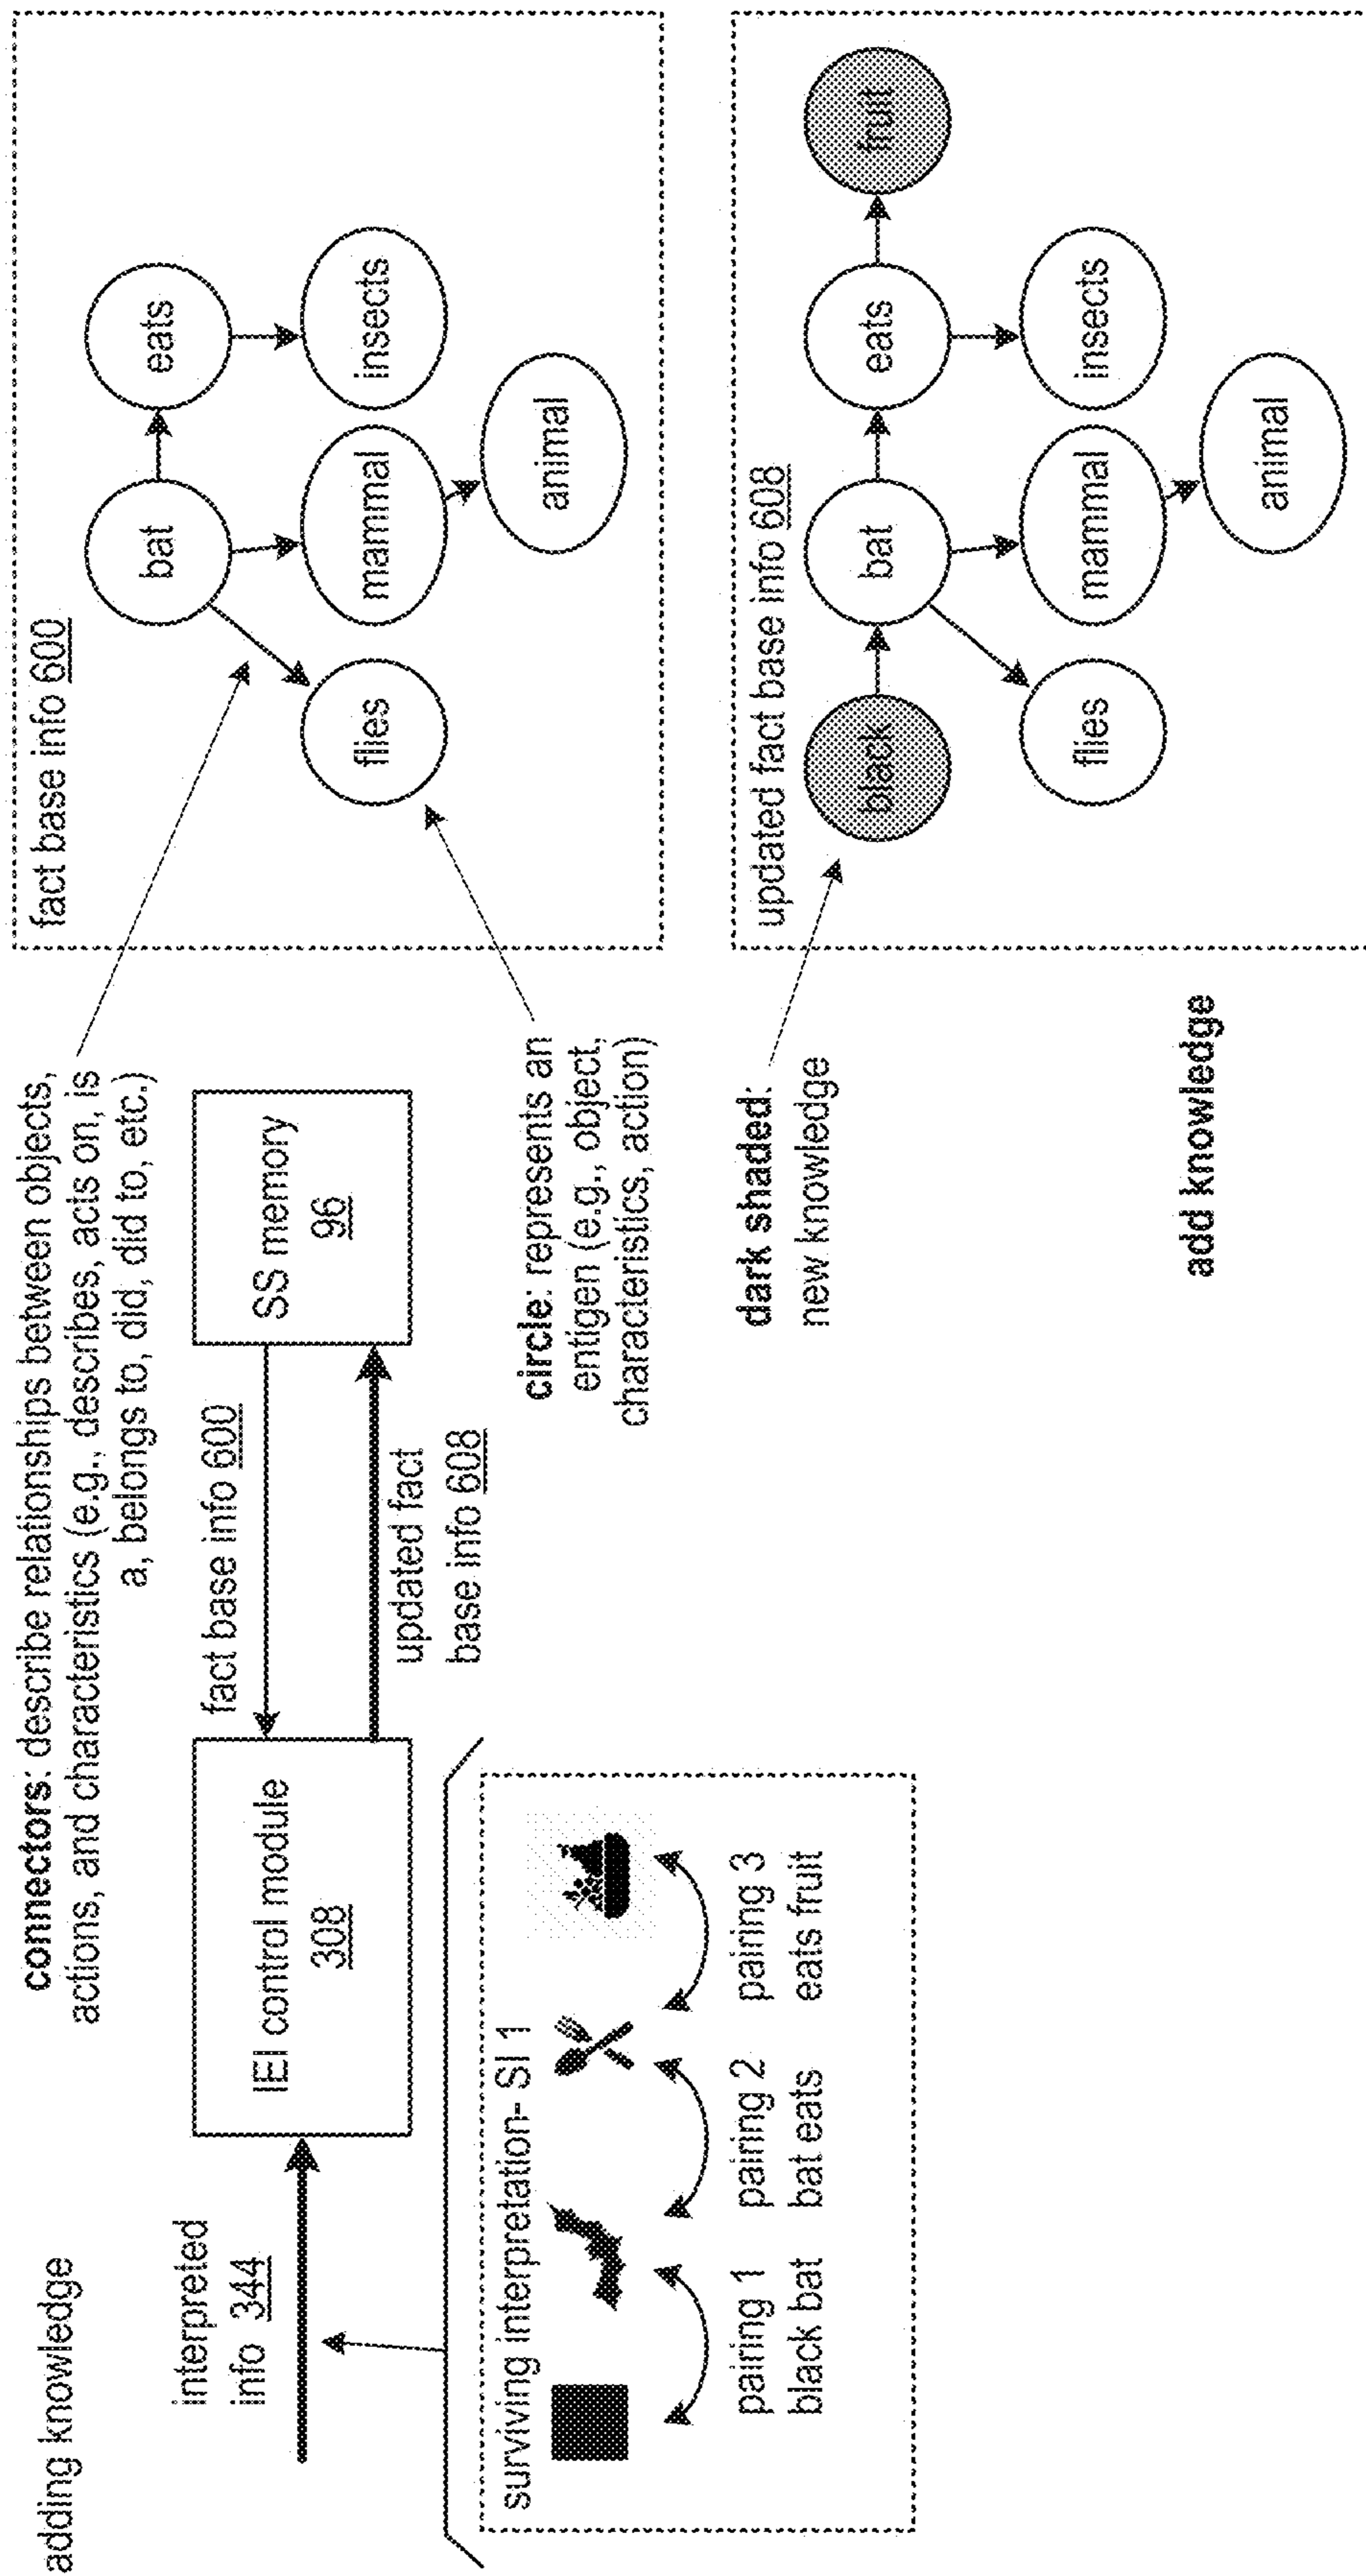 adding knowledge
connectors: describe relationships between objects,
actions, and characteristics (e.g., describes, acts on, is
a, belongs to, did, did to, etc.)
interpreted
info 344
IEI control module
308
fact base info 600
updated fact
base info 608
SS memory
96
surviving interpretation- SI 1
pairing 1
black bat
pairing 2
bat eats
pairing 3
eats fruit
circle: represents an
entigen (e.g., object,
characteristics, action)
dark shaded:
new knowledge
add knowledge
fact base info 600
bat
eats
flies
mammal
insects
animal
updated fact base info 608
black
bat
eats
fruit
flies
mammal
insects
animal